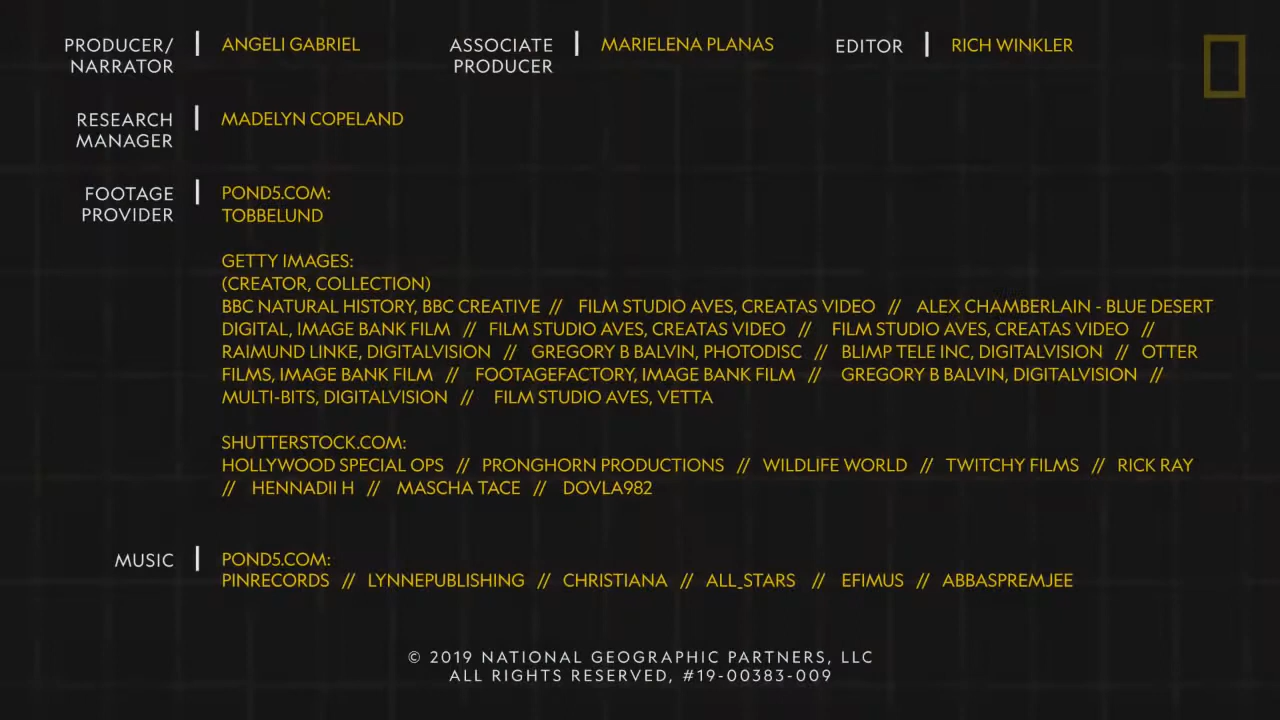 PRODUCER/ NARRATOR | ANGELI GABRIEL
ASSOCIATE PRODUCER | MARIELENA PLANAS
EDITOR | RICH WINKLER
RESEARCH MANAGER | MADELYN COPELAND
FOOTAGE PROVIDER | POND5.COM:
TOBBELUND
GETTY IMAGES:
(CREATOR, COLLECTION)
BBC NATURAL HISTORY, BBC CREATIVE // FILM STUDIO AVES, CREATAS VIDEO // ALEX CHAMBERLAIN - BLUE DESERT
DIGITAL, IMAGE BANK FILM // FILM STUDIO AVES, CREATAS VIDEO // FILM STUDIO AVES, CREATAS VIDEO //
RAIMUND LINKE, DIGITALVISION // GREGORY B BALVIN, PHOTODISC // BLIMP TELE INC, DIGITALVISION // OTTER
FILMS, IMAGE BANK FILM // FOOTAGEFACTORY, IMAGE BANK FILM // GREGORY B BALVIN, DIGITALVISION //
MULTI-BITS, DIGITALVISION // FILM STUDIO AVES, VETTA
SHUTTERSTOCK.COM:
HOLLYWOOD SPECIAL OPS // PRONGHORN PRODUCTIONS // WILDLIFE WORLD // TWITCHY FILMS // RICK RAY
// HENNADII H // MASCHA TACE // DOVLA982
MUSIC | POND5.COM:
PINRECORDS // LYNNEPUBLISHING // CHRISTIANA // ALL_STARS // EFIMUS // ABBASPREMJEE
© 2019 NATIONAL GEOGRAPHIC PARTNERS, LLC
ALL RIGHTS RESERVED, #19-00383-009